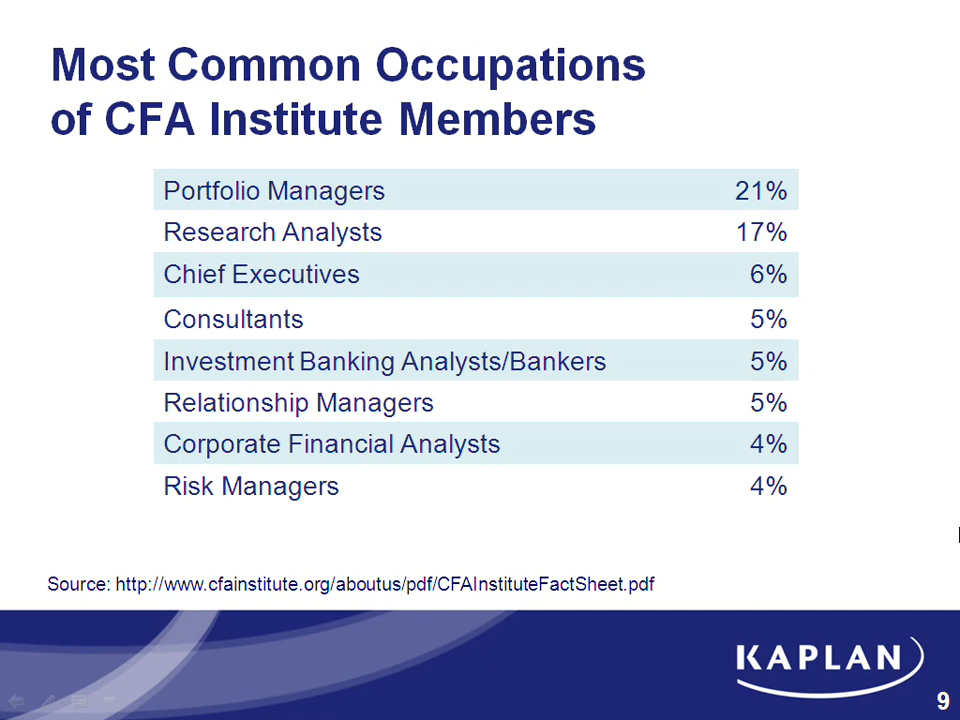 Most Common Occupations
of CFA Institute Members
Portfolio Managers 21%
Research Analysts 17%
Chief Executives 6%
Consultants 5%
Investment Banking Analysts/Bankers 5%
Relationship Managers 5%
Corporate Financial Analysts 4%
Risk Managers 4%
Source: http://www.cfainstitute.org/aboutus/pdf/CFAInstituteFactSheet.pdf
KAPLAN
9